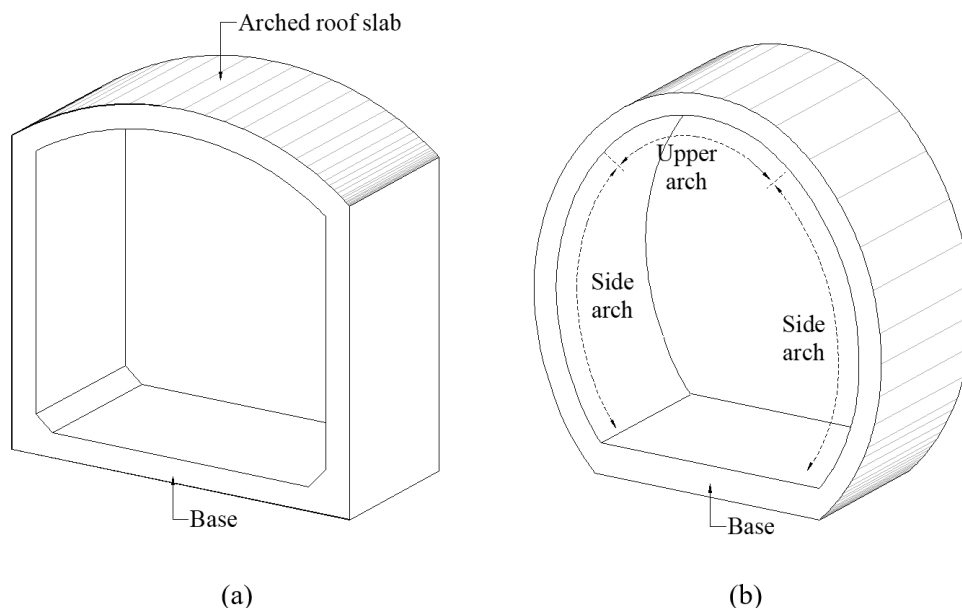 Arched roof slab
Base
(a)
Upper
arch
Side
arch
Side
arch
Base
(b)